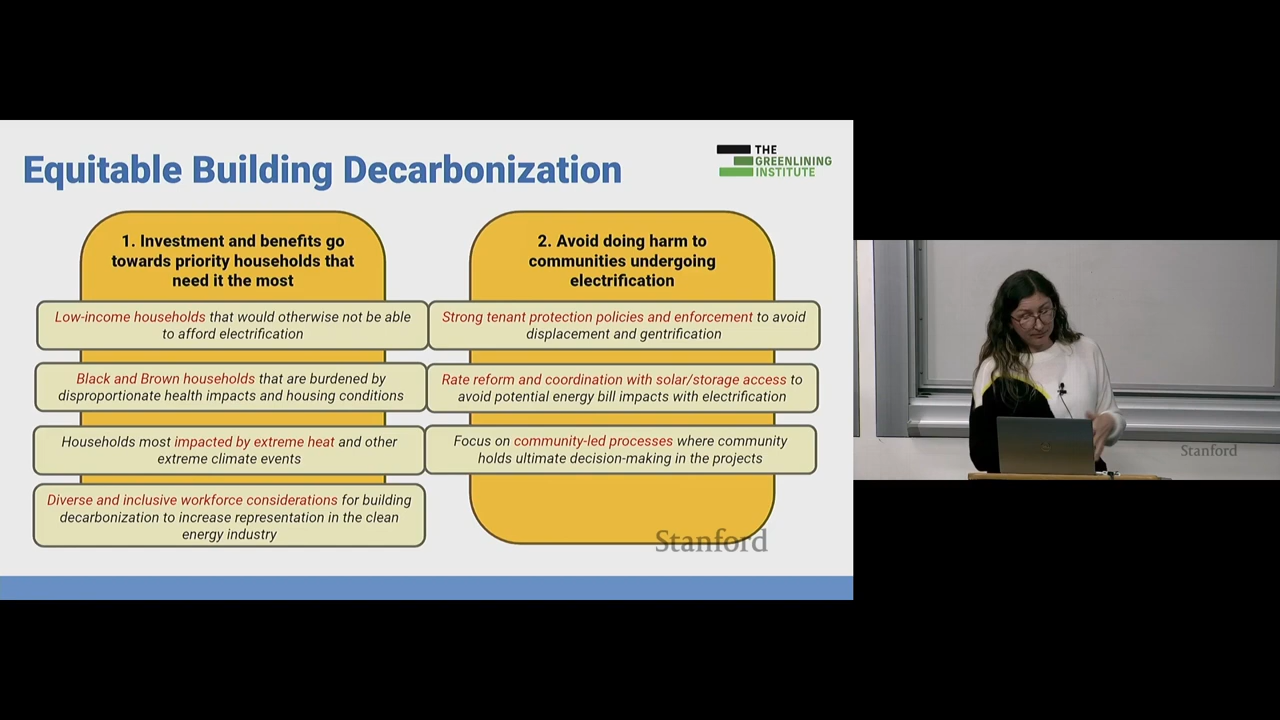 Equitable Building Decarbonization
THE
GREENLINING
INSTITUTE
1. Investment and benefits go
towards priority households that
need it the most
Low-income households that would otherwise not be able
to afford electrification
Black and Brown households that are burdened by
disproportionate health impacts and housing conditions
Households most impacted by extreme heat and other
extreme climate events
Diverse and inclusive workforce considerations for building
decarbonization to increase representation in the clean
energy industry
2. Avoid doing harm to
communities undergoing
electrification
Strong tenant protection policies and enforcement to avoid
displacement and gentrification
Rate reform and coordination with solar/storage access to
avoid potential energy bill impacts with electrification
Focus on community-led processes where community
holds ultimate decision-making in the projects
Stanford
Stanford